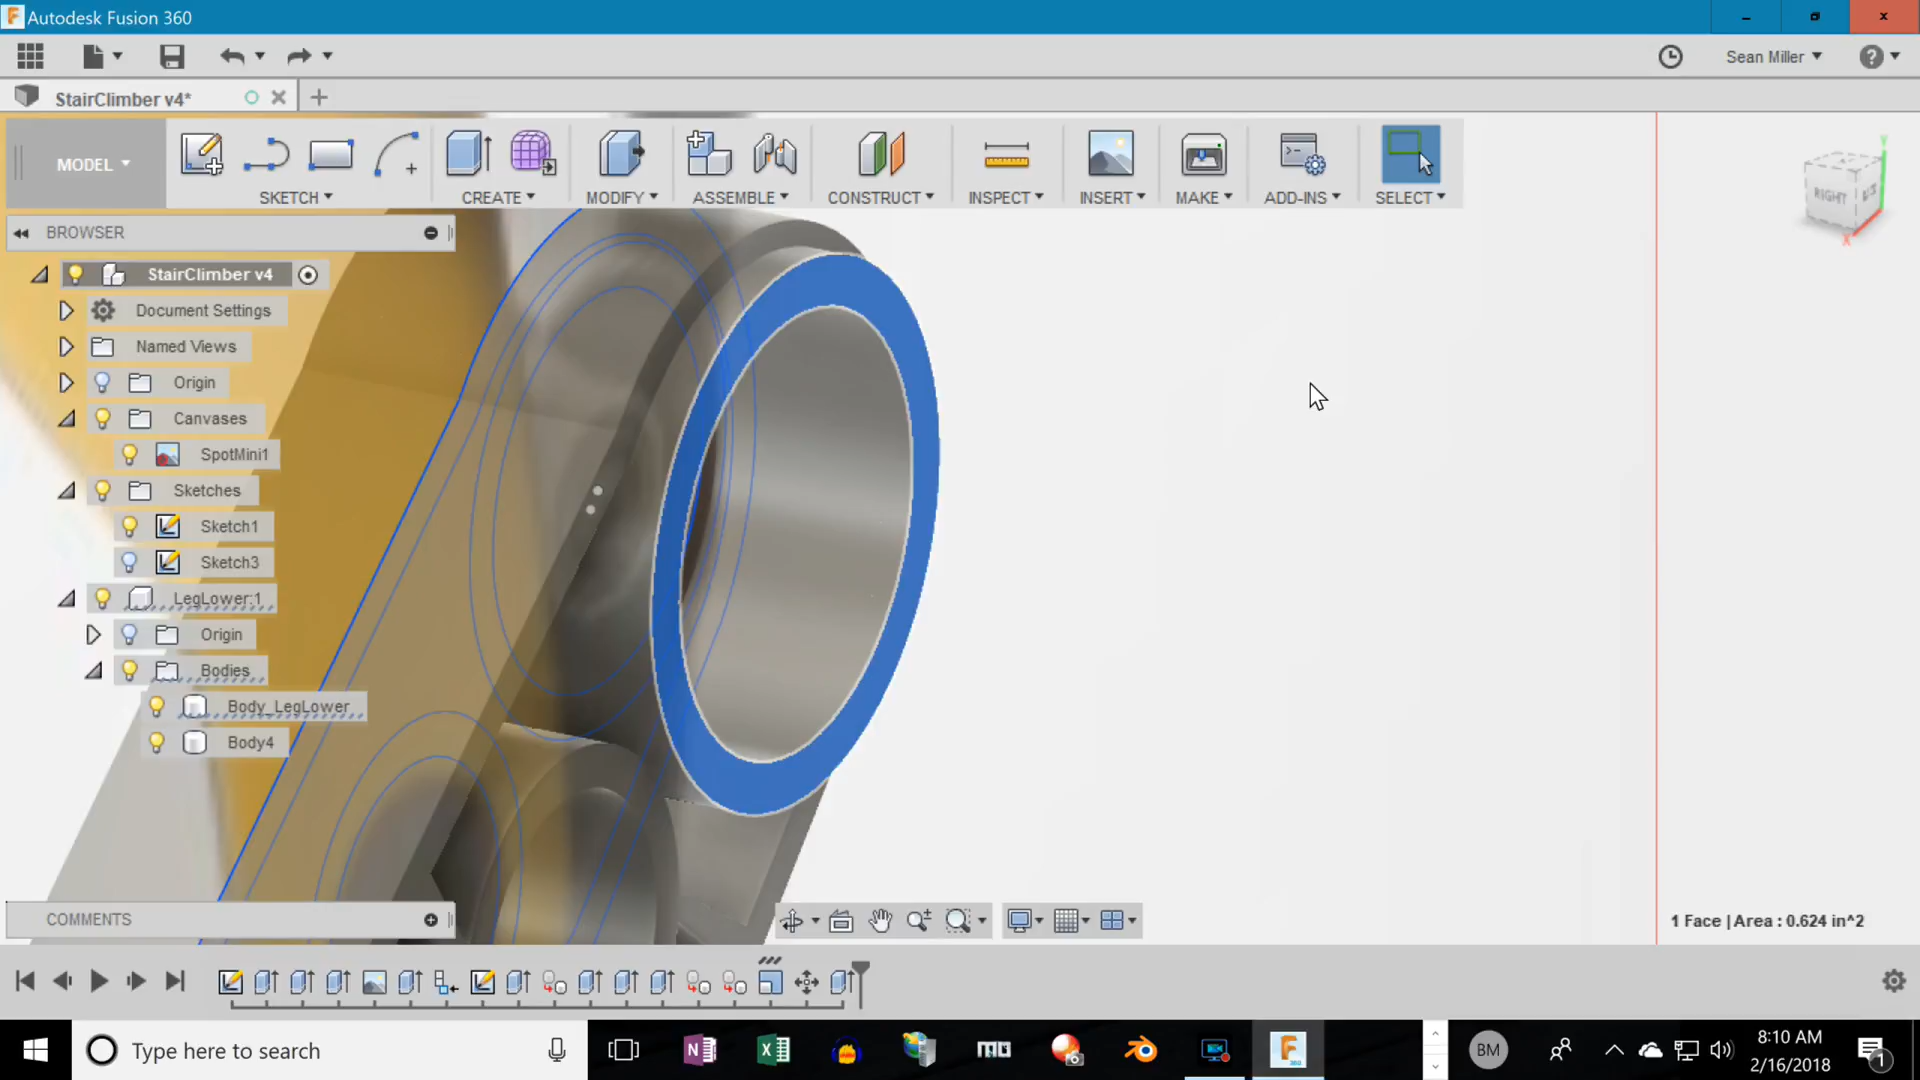 Autodesk Fusion 360
Sean Miller
StairClimber v4*
MODEL
SKETCH
CREATE
MODIFY
ASSEMBLE
CONSTRUCT
INSPECT
INSERT
MAKE
ADD-INS
SELECT
RIGHT
BROWSER
StairClimber v4
Document Settings
Named Views
Origin
Canvases
SpotMini1
Sketches
Sketch1
Sketch3
LegLower:1
Origin
Bodies
Body_LegLower
Body4
COMMENTS
1 Face | Area : 0.624 in^2
Type here to search
BM
8:10 AM
2/16/2018